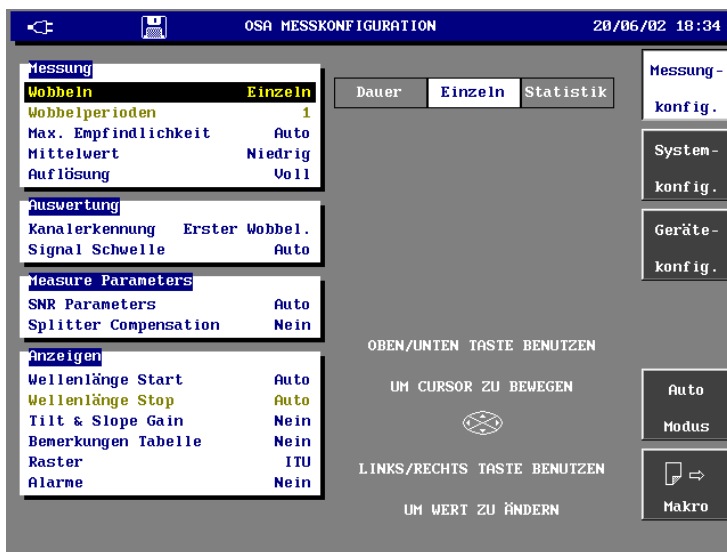 OSA MESSKONFIGURATION 20/06/02 18:34
Messung
Wobbeln Einzeln
Wobbelperioden 1
Max. Empfindlichkeit Auto
Mittelwert Niedrig
Auflösung Voll
Auswertung
Kanalerkennung Erster Wobbel.
Signal Schwelle Auto
Measure Parameters
SNR Parameters Auto
Splitter Compensation Nein
Anzeigen
Wellenlänge Start Auto
Wellenlänge Stop Auto
Tilt & Slope Gain Nein
Bemerkungen Tabelle Nein
Raster ITU
Alarme Nein
Dauer Einzeln Statistik
OBEN/UNTEN TASTE BENUTZEN
UM CURSOR ZU BEWEGEN
LINKS/RECHTS TASTE BENUTZEN
UM WERT ZU ÄNDERN
Messung-
konfig.
System-
konfig.
Geräte-
konfig.
Auto
Modus
Makro